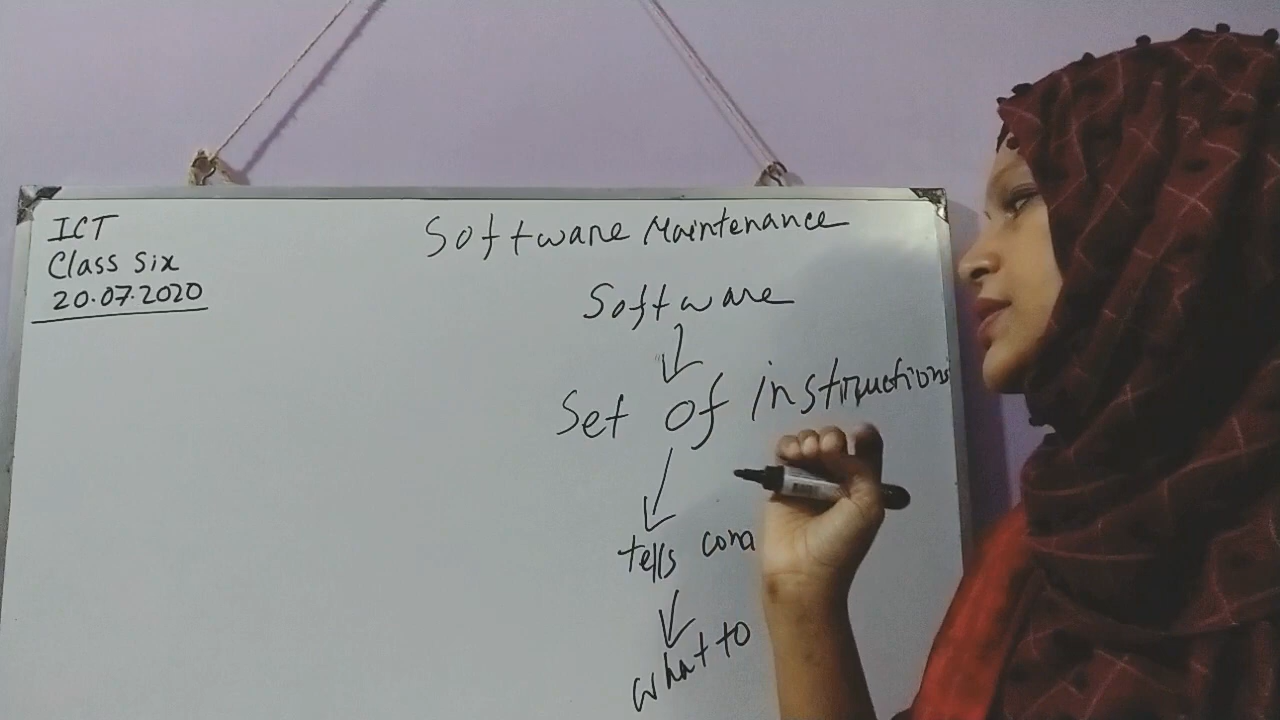 ICT
Class Six
20.07.2020
Software Maintenance
Software
Set of instructions
tells com
what to